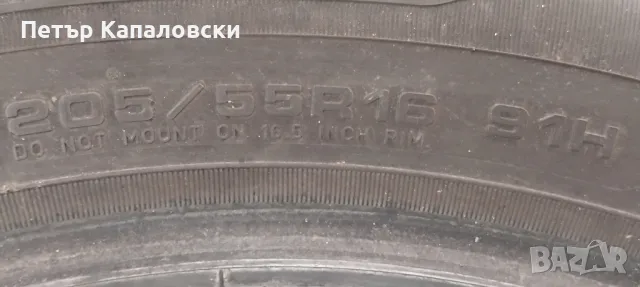 Петър Капаловски
205/55R16 91H
DO NOT MOUNT ON 16.5 INCH RIM.
BAZAR